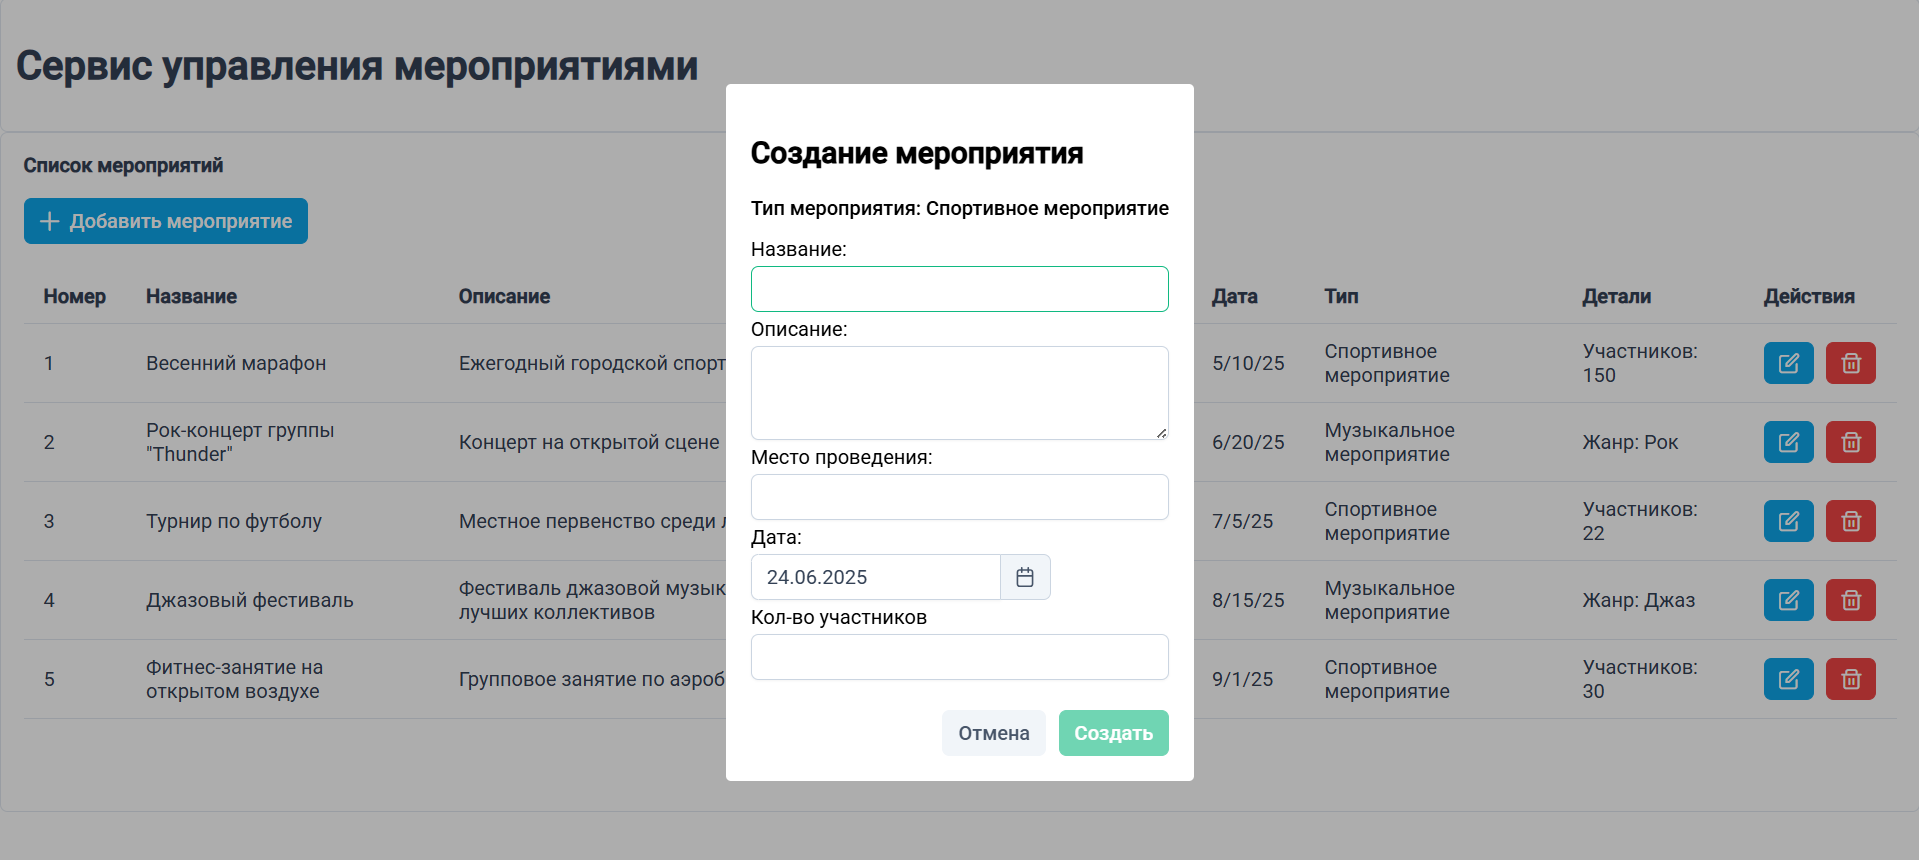 Сервис управления мероприятиями
Список мероприятий
Добавить мероприятие
Номер Название Описание Дата Тип Детали Действия
1 Весенний марафон Ежегодный городской 5/10/25 Спортивное мероприятие Участников: 150
2 Рок-концерт группы "Thunder" Концерт на открытой сцене 6/20/25 Музыкальное мероприятие Жанр: Рок
3 Турнир по футболу Местное первенство среди 7/5/25 Спортивное мероприятие Участников: 22
4 Джазовый фестиваль Фестиваль джазовой лучших коллективов 8/15/25 Музыкальное мероприятие Жанр: Джаз
5 Фитнес-занятие на открытом воздухе Групповое занятие по 9/1/25 Спортивное мероприятие Участников: 30
Создание мероприятия
Тип мероприятия: Спортивное мероприятие
Название:
Описание:
Место проведения:
Дата:
24.06.2025
Кол-во участников
Отмена Создать